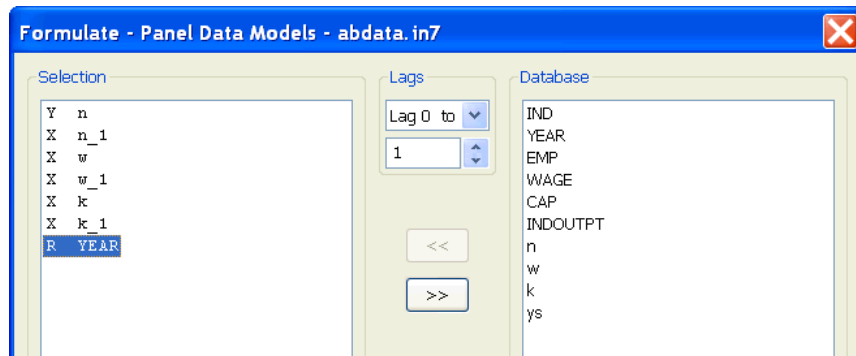 Formulate - Panel Data Models - abdata.in7
Selection
Y n
X n_1
X w
X w_1
X k
X k_1
R YEAR
Lags
Lag 0 to
1
<<
>>
Database
IND
YEAR
EMP
WAGE
CAP
INDOUTPT
n
w
k
ys